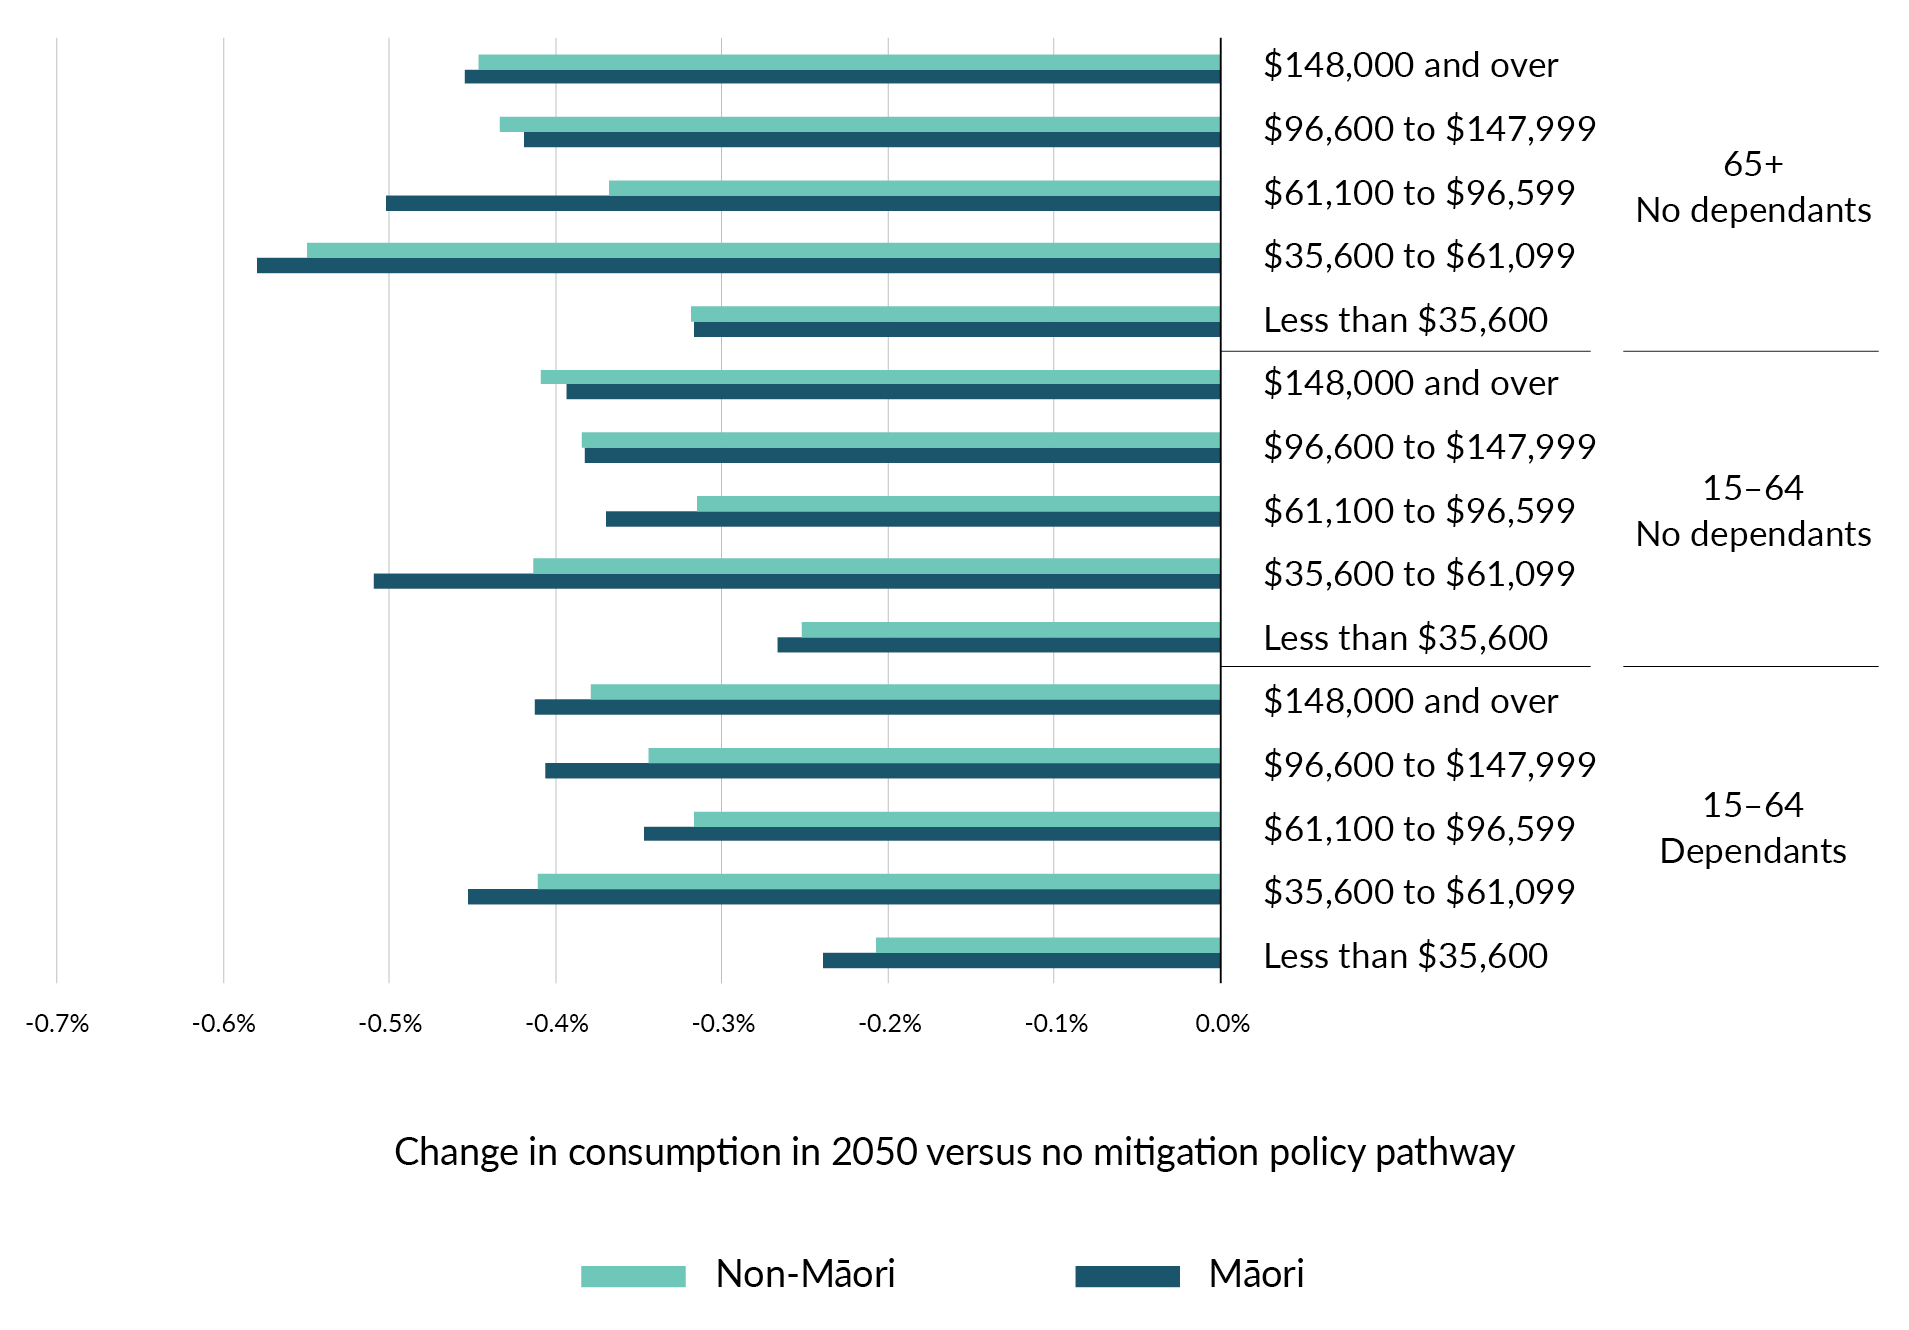 $148,000 and over
$96,600 to $147,999
$61,100 to $96,599
$35,600 to $61,099
Less than $35,600
65+
No dependants
$148,000 and over
$96,600 to $147,999
$61,100 to $96,599
$35,600 to $61,099
Less than $35,600
15–64
No dependants
$148,000 and over
$96,600 to $147,999
$61,100 to $96,599
$35,600 to $61,099
Less than $35,600
15–64
Dependants
-0.7% -0.6% -0.5% -0.4% -0.3% -0.2% -0.1% 0.0%
Change in consumption in 2050 versus no mitigation policy pathway
Non-Māori Māori